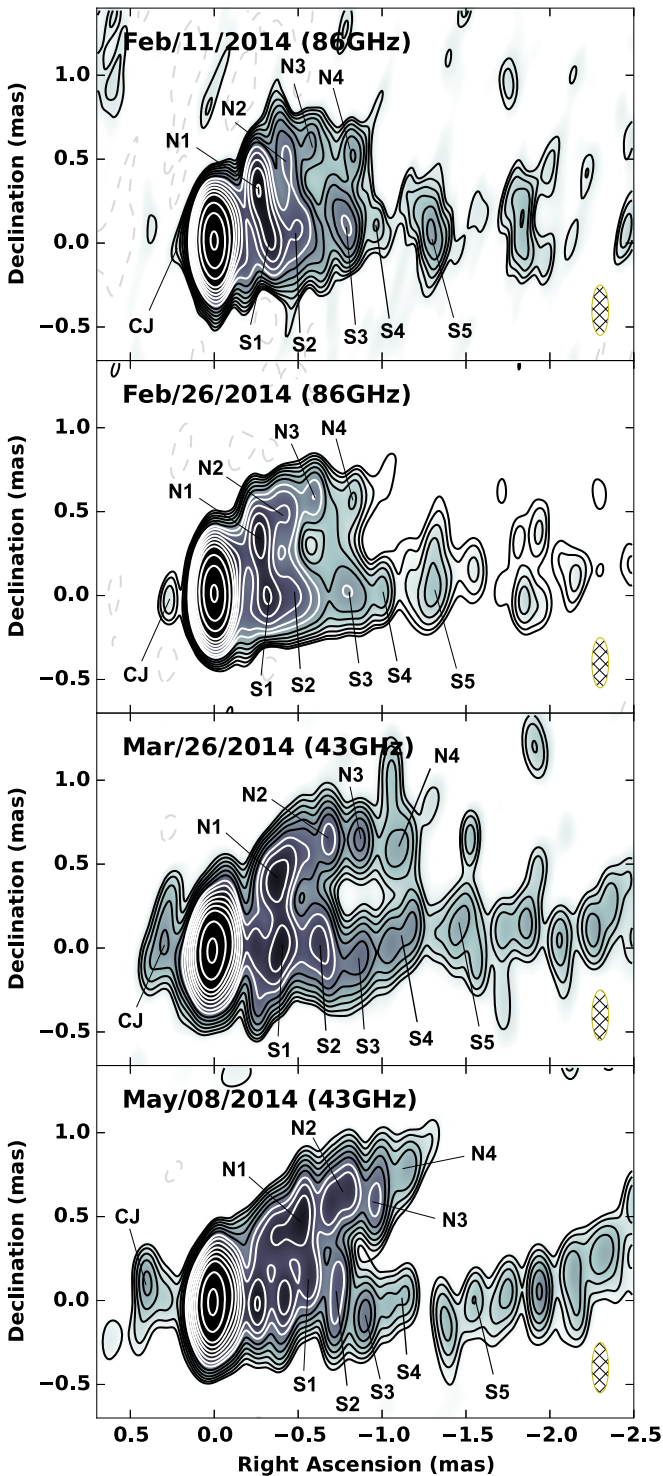 Feb/11/2014 (86GHz)
1.0
0.5
0.0
−0.5
Declination (mas)
N1
N2
N3
N4
CJ
S1
S2
S3
S4
S5
Feb/26/2014 (86GHz)
1.0
0.5
0.0
−0.5
Declination (mas)
N1
N2
N3
N4
CJ
S1
S2
S3
S4
S5
Mar/26/2014 (43GHz)
1.0
0.5
0.0
−0.5
Declination (mas)
N1
N2
N3
N4
CJ
S1
S2
S3
S4
S5
May/08/2014 (43GHz)
1.0
0.5
0.0
−0.5
Declination (mas)
N1
N2
N4
N3
CJ
S1
S2
S3
S4
S5
0.5 0.0 −0.5 −1.0 −1.5 −2.0 −2.5
Right Ascension (mas)